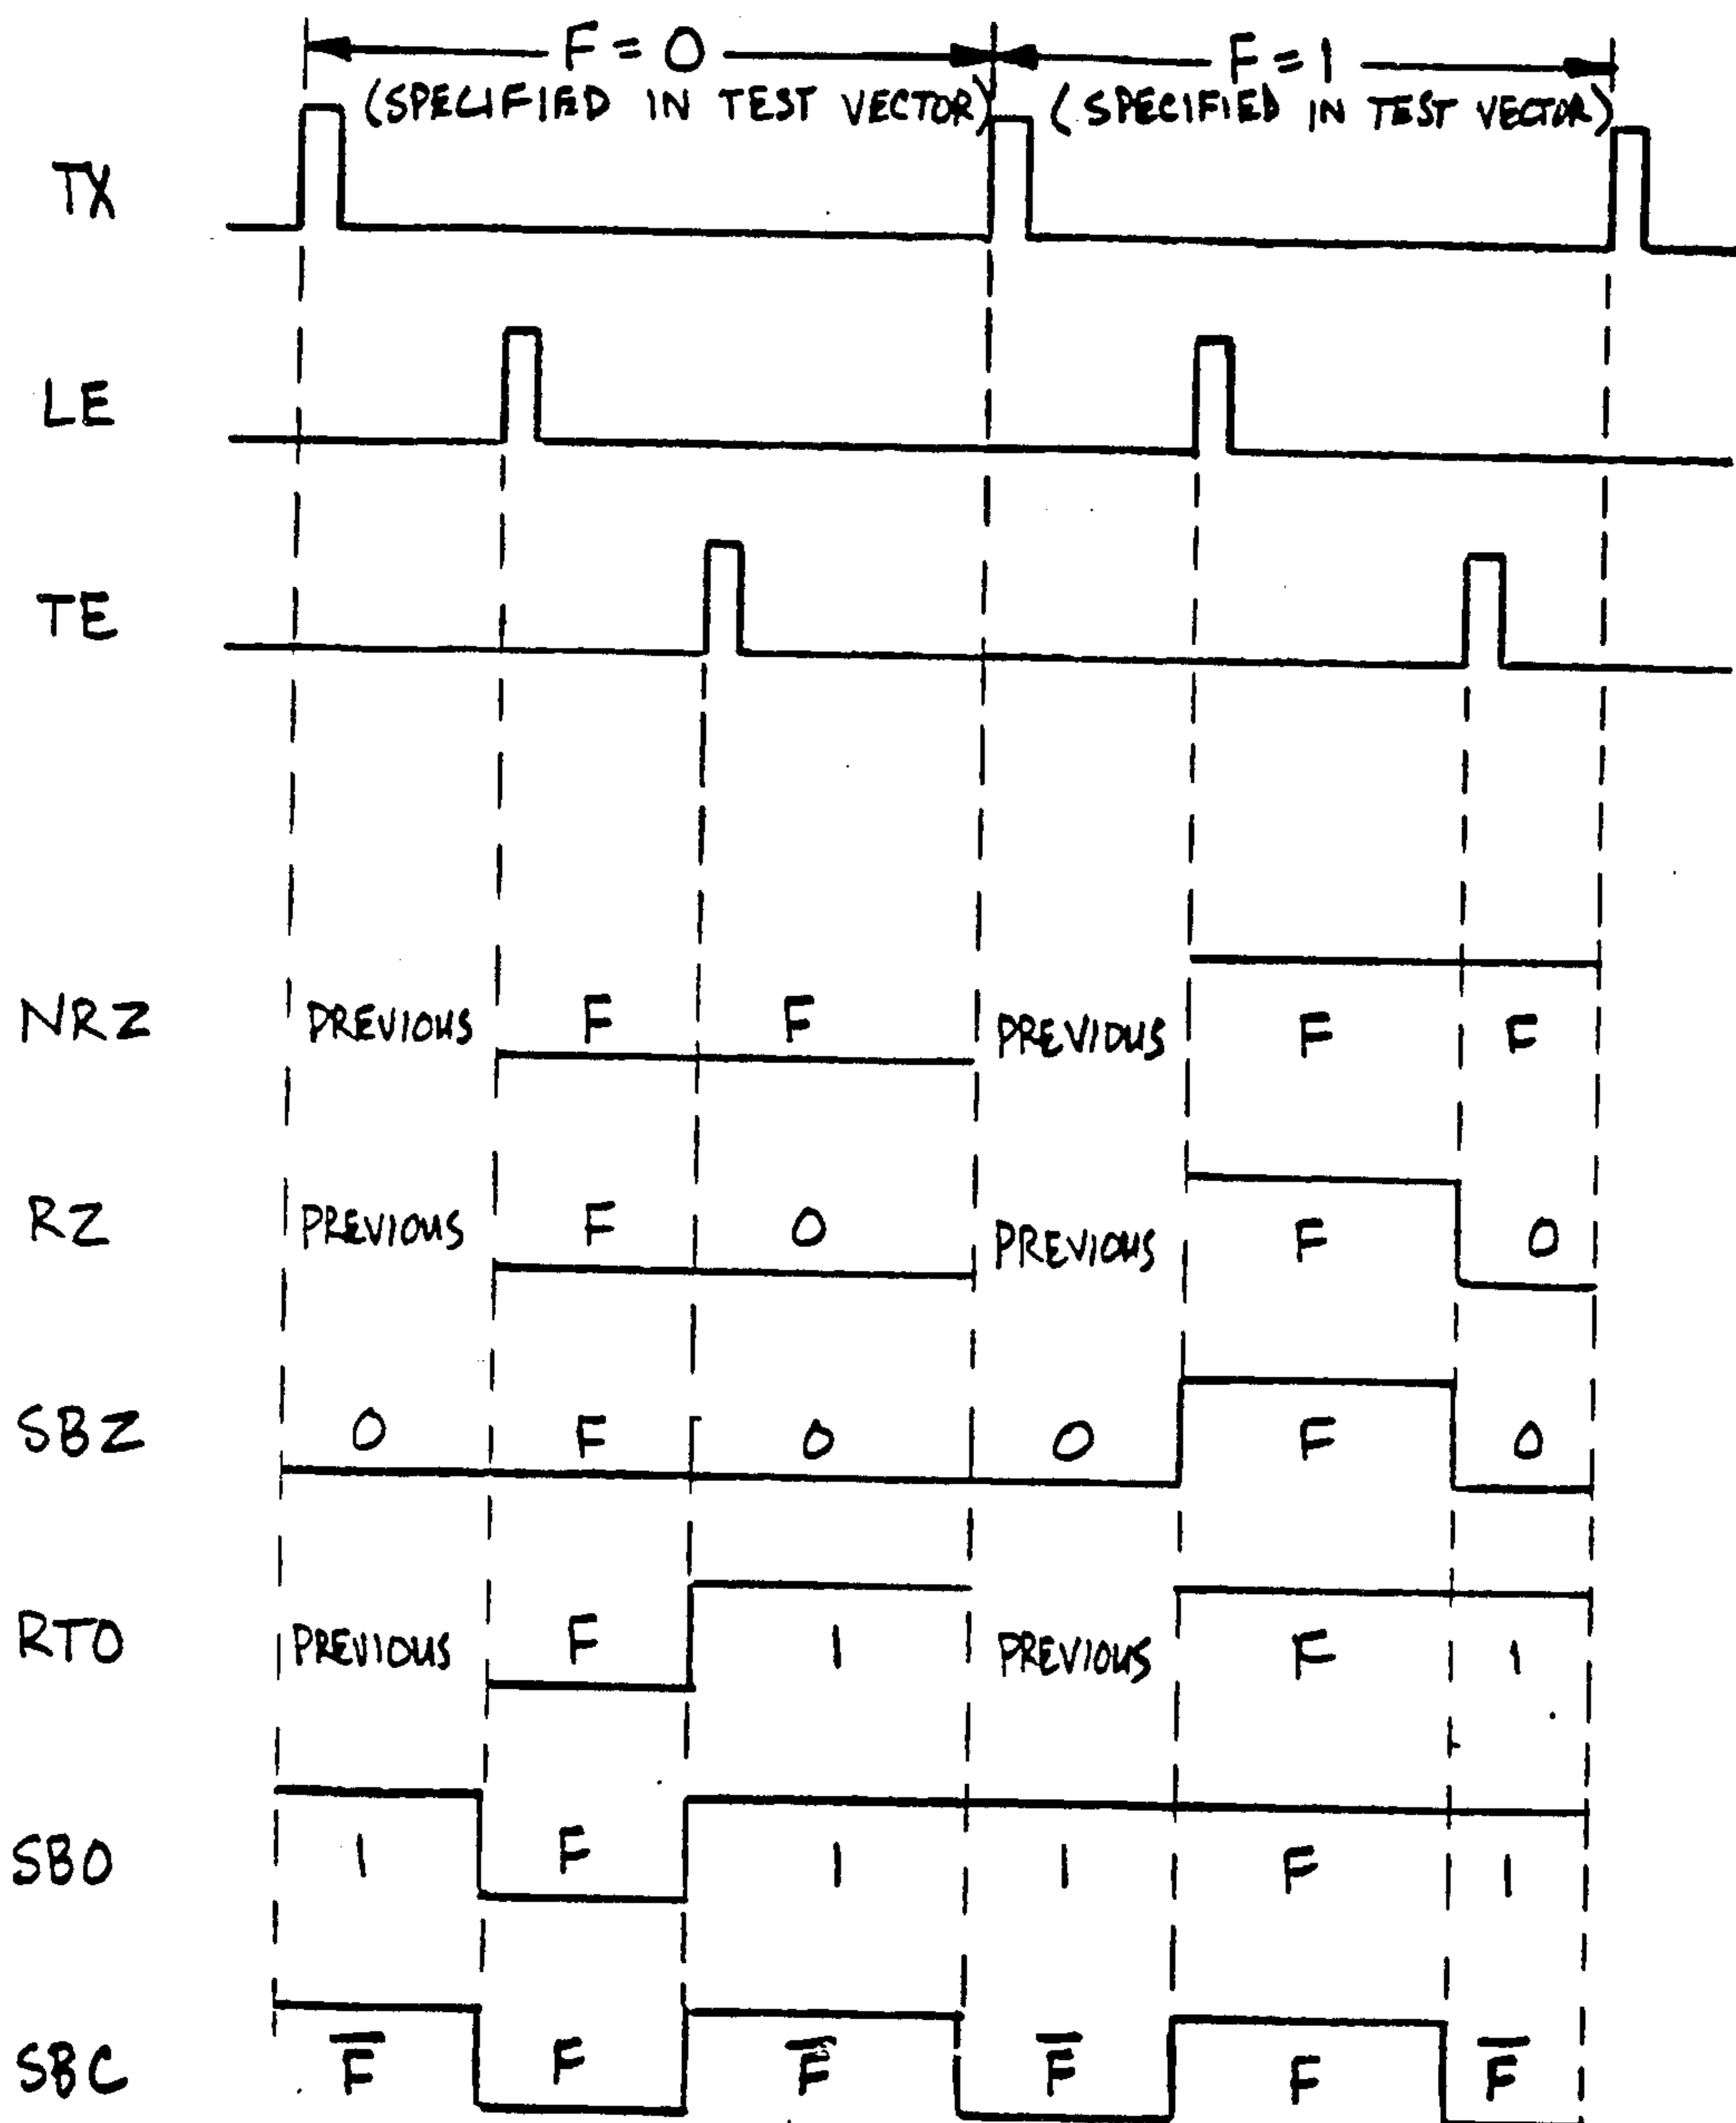 F = 0
F = 1
(SPECIFIED IN TEST VECTOR)
(SPECIFIED IN TEST VECTOR)
TX
LE
TE
NRZ PREVIOUS F F PREVIOUS F F
RZ PREVIOUS F 0 PREVIOUS F 0
SBZ 0 F 0 0 F 0
RTO PREVIOUS F 1 PREVIOUS F 1
SBO 1 F 1 1 F 1
SBC F̅ F F̅ F̅ F F̅